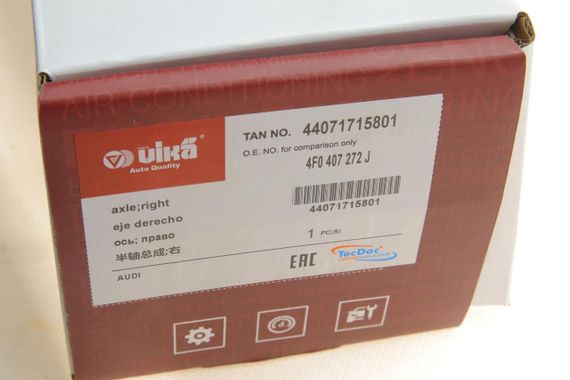 AIR CONDITIONING
vika®
Auto Quality
TAN NO. 44071715801
O.E. NO. for comparison only
4F0 407 272 J
axle;right
eje derecho
ось; право
半轴总成;右
AUDI
44071715801
1 PC(S)
EAC
TecDoc